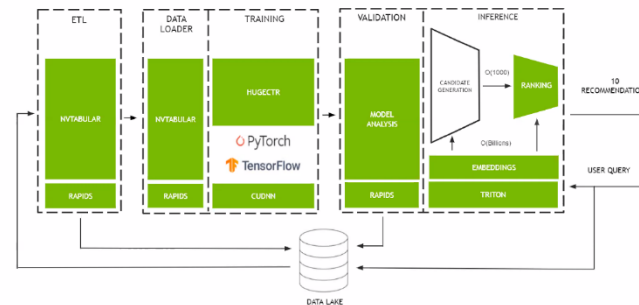 ETL
DATA
LOADER
TRAINING
VALIDATION
INFERENCE
NVTABULAR
RAPIDS
NVTABULAR
RAPIDS
HUGECTR
PyTorch
TensorFlow
CUDNN
MODEL
ANALYSIS
RAPIDS
CANDIDATE
GENERATION
O(1000)
RANKING
O(Billions)
EMBEDDINGS
TRITON
10
RECOMMENDATION
USER QUERY
DATA LAKE